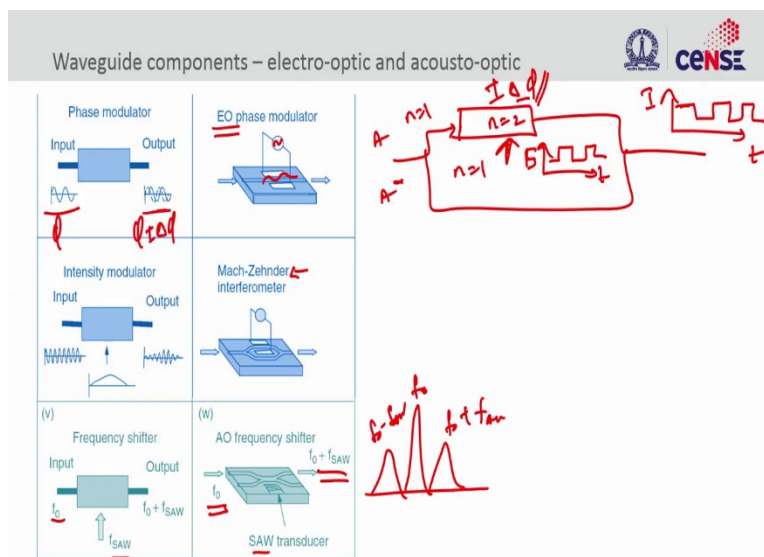 Waveguide components – electro-optic and acousto-optic
CeNSE
Phase modulator
Input
Output
φ
φ±Δφ
EO phase modulator
Intensity modulator
Input
Output
Mach-Zehnder
interferometer
(v)
Frequency shifter
Input
Output
f₀
f₀ + fSAW
fSAW
(w)
AO frequency shifter
f₀ + fSAW
f₀
SAW transducer
± Δφ
n=1
n=2
A
n=1
E
t
I
t
f₀